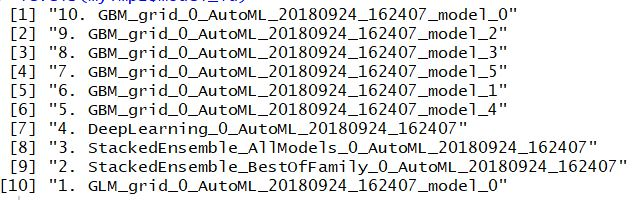 [1] "10. GBM_grid_0_AutoML_20180924_162407_model_0"
[2] "9. GBM_grid_0_AutoML_20180924_162407_model_2"
[3] "8. GBM_grid_0_AutoML_20180924_162407_model_3"
[4] "7. GBM_grid_0_AutoML_20180924_162407_model_5"
[5] "6. GBM_grid_0_AutoML_20180924_162407_model_1"
[6] "5. GBM_grid_0_AutoML_20180924_162407_model_4"
[7] "4. DeepLearning_0_AutoML_20180924_162407"
[8] "3. StackedEnsemble_AllModels_0_AutoML_20180924_162407"
[9] "2. StackedEnsemble_BestOfFamily_0_AutoML_20180924_162407"
[10] "1. GLM_grid_0_AutoML_20180924_162407_model_0"